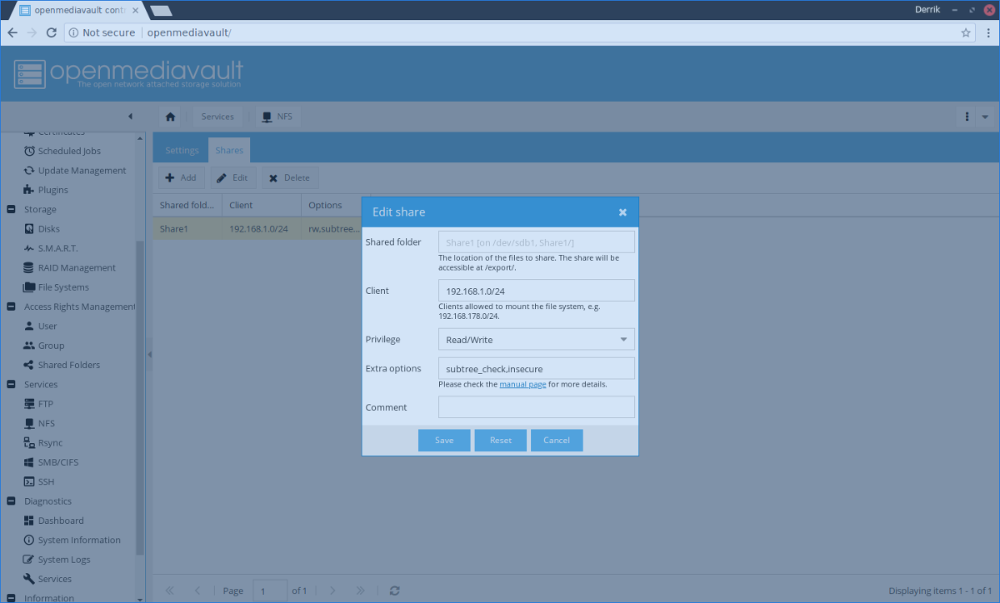 openmediavault contr
Derrik
Not secure
openmediavault/
openmediavault
The open network attached storage solution
Services
NFS
Certificates
Scheduled Jobs
Update Management
Plugins
Storage
Disks
S.M.A.R.T.
RAID Management
File Systems
Access Rights Management
User
Group
Shared Folders
Services
FTP
NFS
Rsync
SMB/CIFS
SSH
Diagnostics
Dashboard
System Information
System Logs
Services
Information
Settings
Shares
Add
Edit
Delete
Shared fold...
Client
Options
Share1
192.168.1.0/24
rw,subtree...
Edit share
Shared folder
Share1 [on /dev/sdb1, Share1/]
The location of the files to share. The share will be
accessible at /export/.
Client
192.168.1.0/24
Clients allowed to mount the file system, e.g.
192.168.178.0/24.
Privilege
Read/Write
Extra options
subtree_check,insecure
Please check the manual page for more details.
Comment
Save
Reset
Cancel
Page
1
of 1
Displaying items 1 - 1 of 1